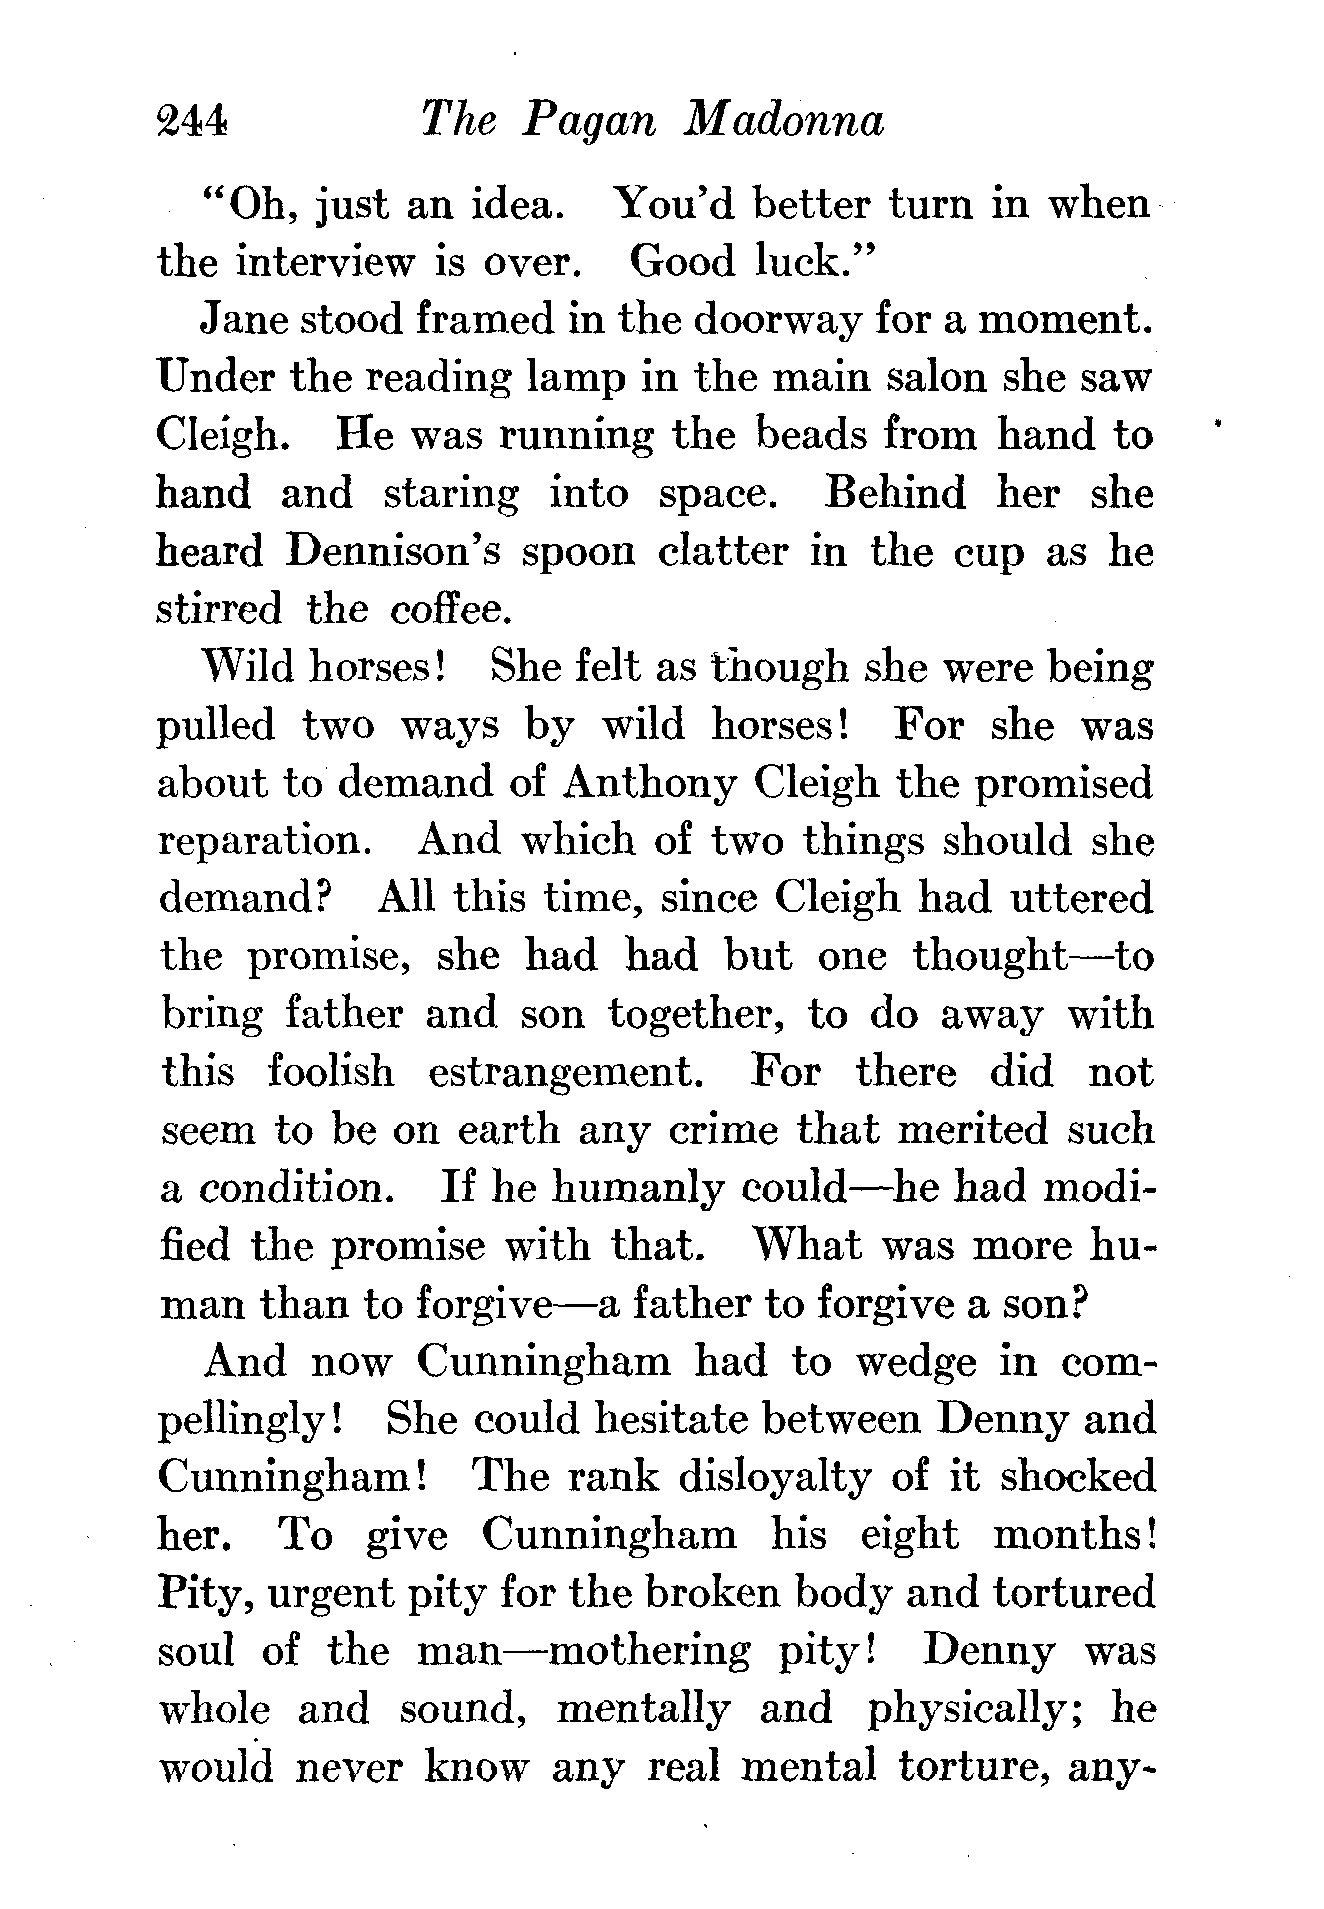 244 The Pagan Madonna
“Oh, just an idea. You’d better turn in when
the interview is over. Good luck.”
Jane stood framed in the doorway for a moment.
Under the reading lamp in the main salon she saw
Cleigh. He was running the beads from hand to
hand and staring into space. Behind her she
heard Dennison’s spoon clatter in the cup as he
stirred the coffee.
Wild horses! She felt as though she were being
pulled two ways by wild horses! For she was
about to demand of Anthony Cleigh the promised
reparation. And which of two things should she
demand? All this time, since Cleigh had uttered
the promise, she had had but one thought—to
bring father and son together, to do away with
this foolish estrangement. For there did not
seem to be on earth any crime that merited such
a condition. If he humanly could—he had modi-
fied the promise with that. What was more hu-
man than to forgive—a father to forgive a son?
And now Cunningham had to wedge in com-
pellingly! She could hesitate between Denny and
Cunningham! The rank disloyalty of it shocked
her. To give Cunningham his eight months!
Pity, urgent pity for the broken body and tortured
soul of the man—mothering pity! Denny was
whole and sound, mentally and physically; he
would never know any real mental torture, any-